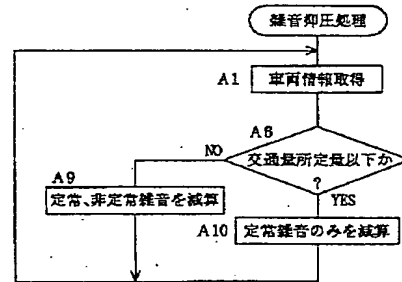 雑音抑圧処理
A1
車両情報取得
A6
NO
交通量所定量以下か
?
YES
A9
定常、非定常雑音を減算
A10
定常雑音のみを減算